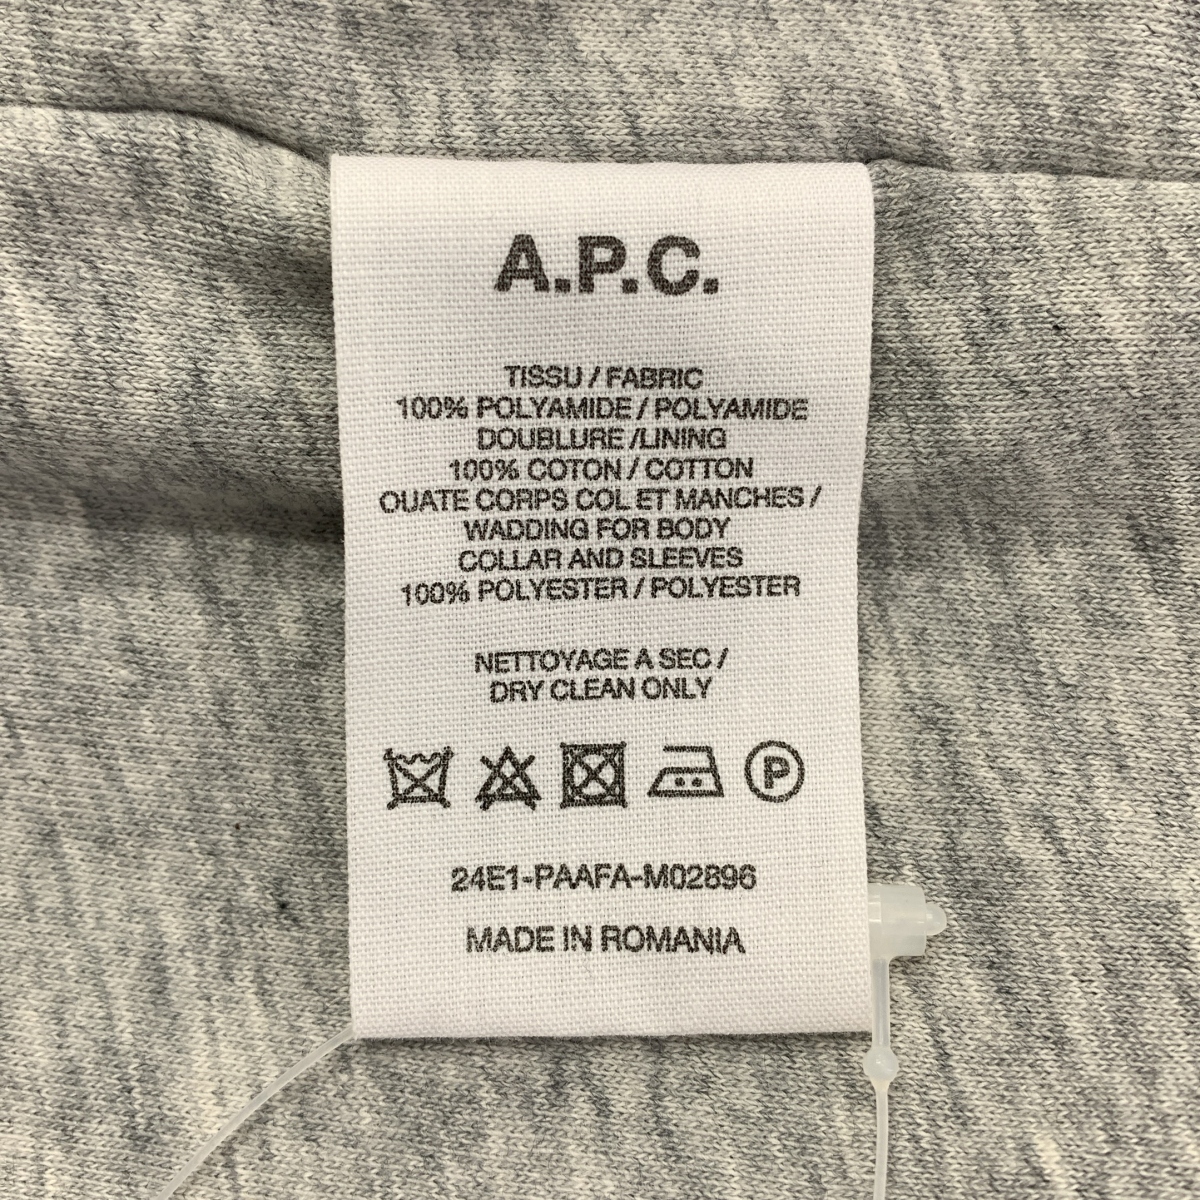 A.P.C.
TISSU / FABRIC
100% POLYAMIDE / POLYAMIDE
DOUBLURE /LINING
100% COTON / COTTON
OUATE CORPS COL ET MANCHES /
WADDING FOR BODY
COLLAR AND SLEEVES
100% POLYESTER / POLYESTER
NETTOYAGE A SEC /
DRY CLEAN ONLY
P
24E1-PAAFA-M02896
MADE IN ROMANIA